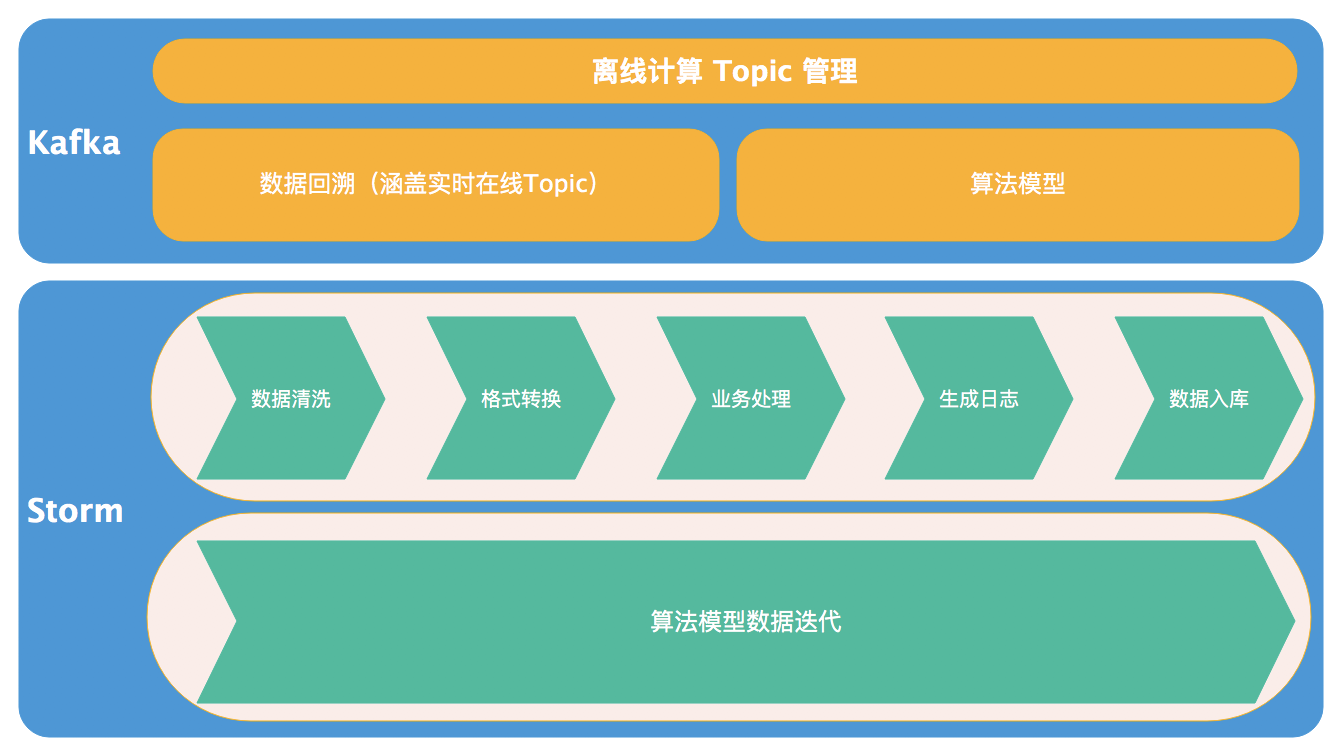 离线计算 Topic 管理
Kafka
数据回溯（涵盖实时在线Topic）
算法模型
数据清洗
格式转换
业务处理
生成日志
数据入库
Storm
算法模型数据迭代